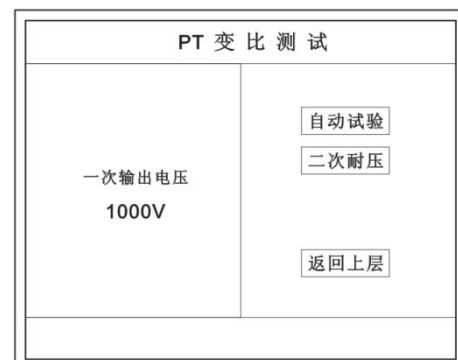 PT 变 比 测 试
一次输出电压
1000V
自动试验
二次耐压
返回上层